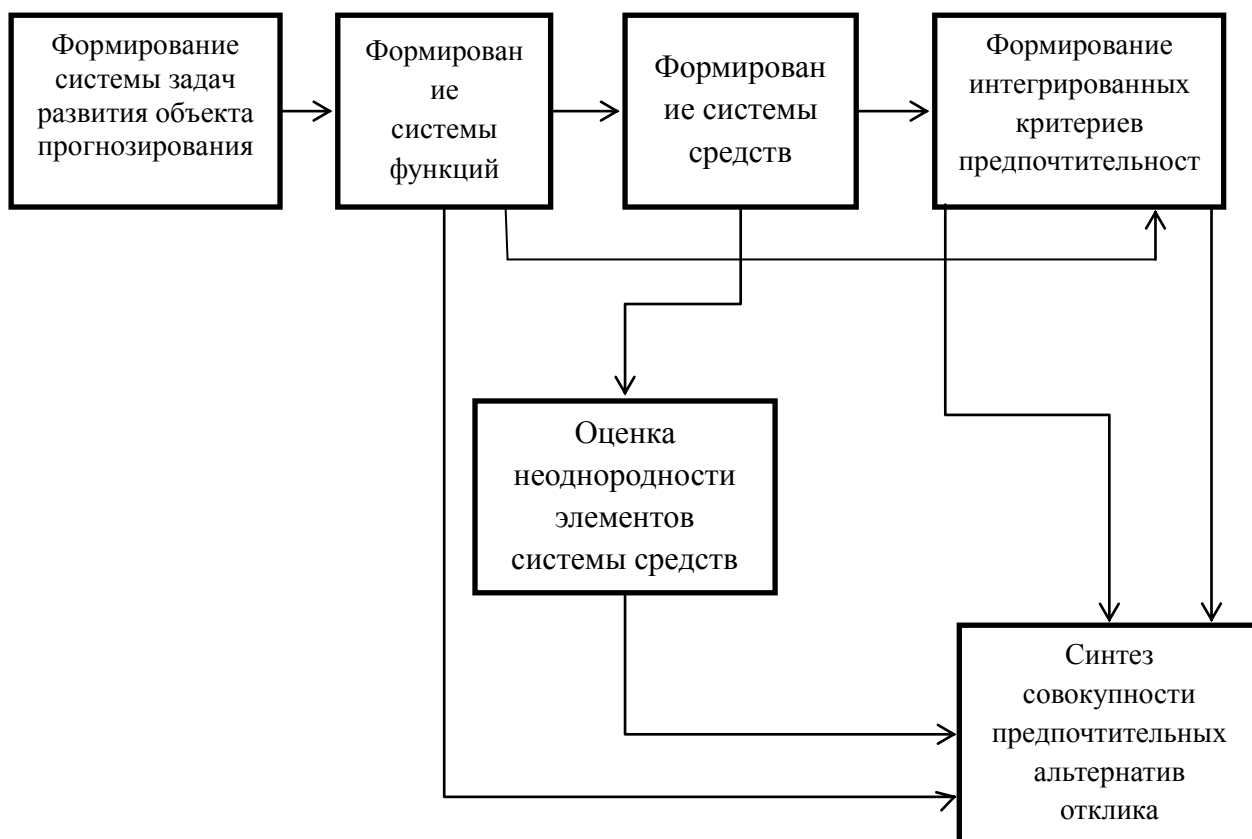 Формирование
системы задач
развития объекта
прогнозирования
Формирован
ие
системы
функций
Формирован
ие системы
средств
Формирование
интегрированных
критериев
предпочтительност
Оценка
неоднородности
элементов
системы средств
Синтез
совокупности
предпочтительных
альтернатив
отклика